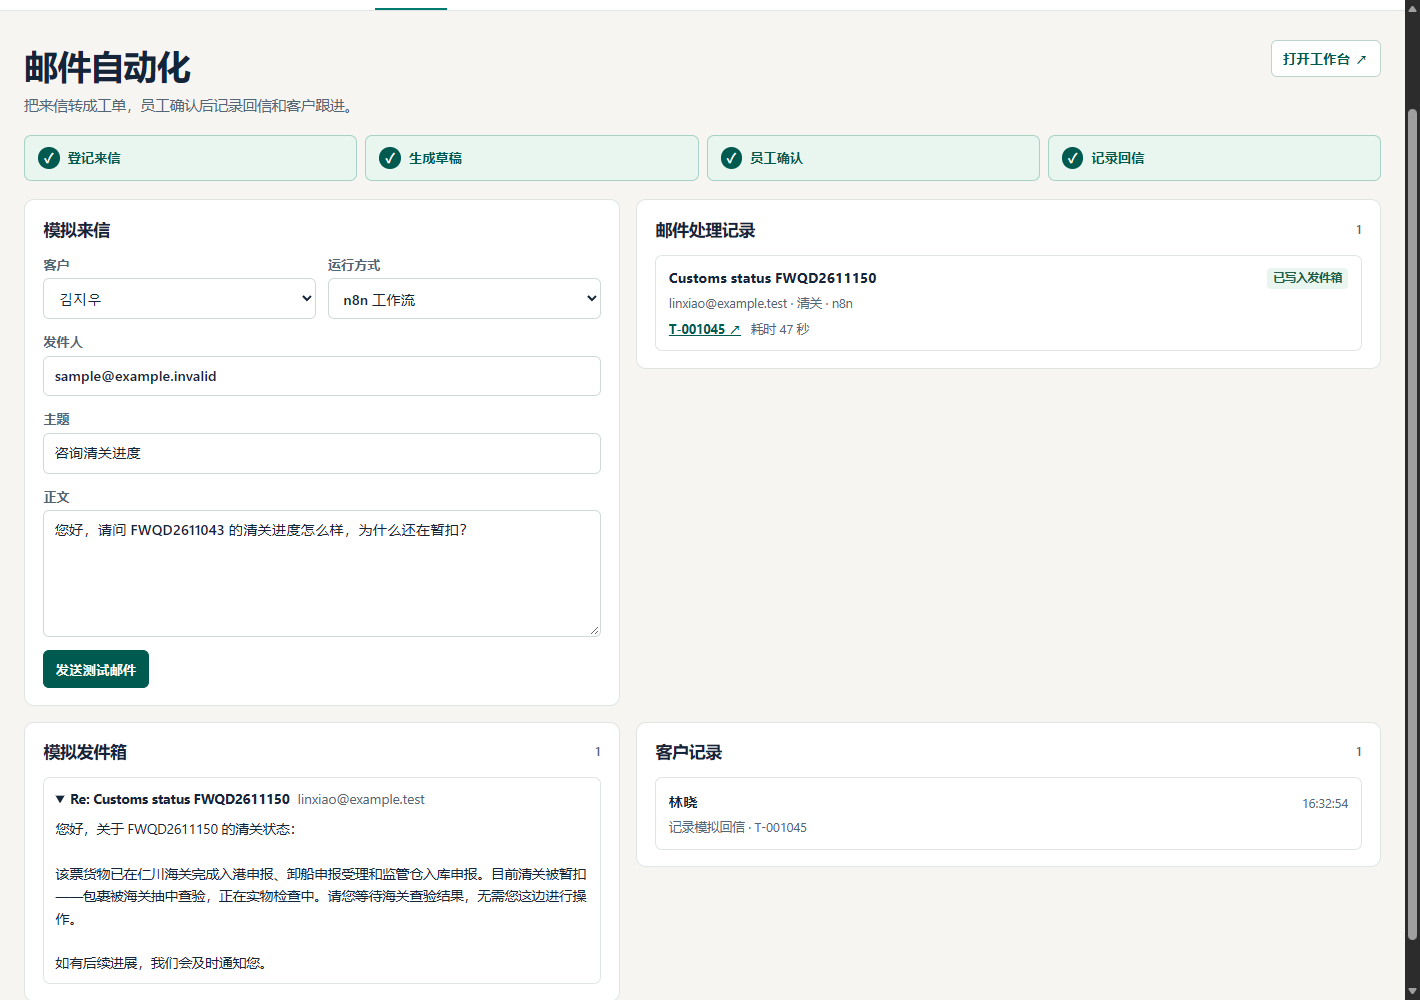 邮件自动化
打开工作台 ↗
把来信转成工单，员工确认后记录回信和客户跟进。
登记来信
生成草稿
员工确认
记录回信
模拟来信
客户
运行方式
김지우
n8n 工作流
发件人
sample@example.invalid
主题
咨询清关进度
正文
您好，请问 FWQD2611043 的清关进度怎么样，为什么还在暂扣？
发送测试邮件
邮件处理记录
1
Customs status FWQD2611150
已写入发件箱
linxiao@example.test · 清关 · n8n
T-001045 ↗ 耗时 47 秒
模拟发件箱
1
▼ Re: Customs status FWQD2611150 linxiao@example.test
您好，关于 FWQD2611150 的清关状态：
该票货物已在仁川海关完成入港申报、卸船申报受理和监管仓入库申报。目前清关被暂扣
——包裹被海关抽中查验，正在实物检查中。请您等待海关查验结果，无需您这边进行操
作。
如有后续进展，我们会及时通知您。
客户记录
1
林晓
16:32:54
记录模拟回信 · T-001045